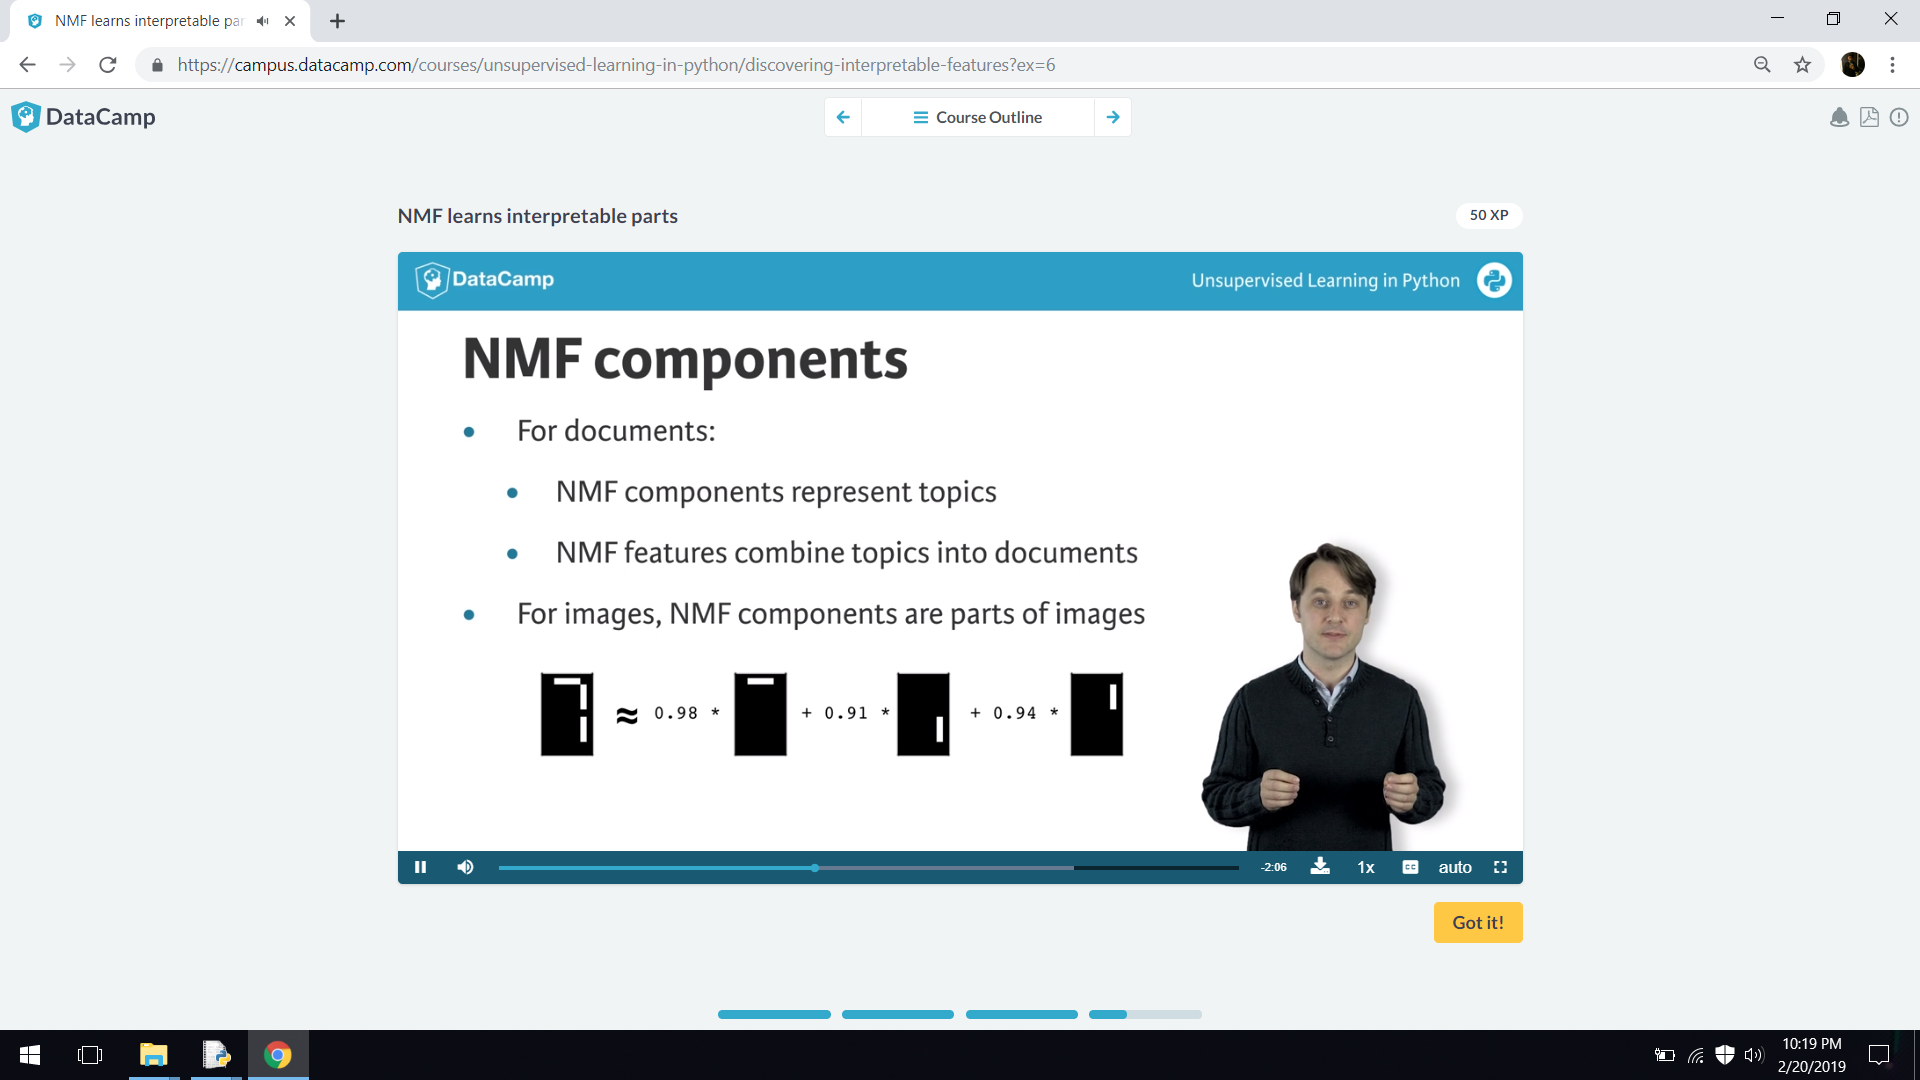 NMF learns interpretable par
https://campus.datacamp.com/courses/unsupervised-learning-in-python/discovering-interpretable-features?ex=6
DataCamp
Course Outline
NMF learns interpretable parts
50 XP
DataCamp
Unsupervised Learning in Python
NMF components
• For documents:
• NMF components represent topics
• NMF features combine topics into documents
• For images, NMF components are parts of images
≈ 0.98 * + 0.91 * + 0.94 *
-2:06
1x
CC
auto
Got it!
10:19 PM
2/20/2019